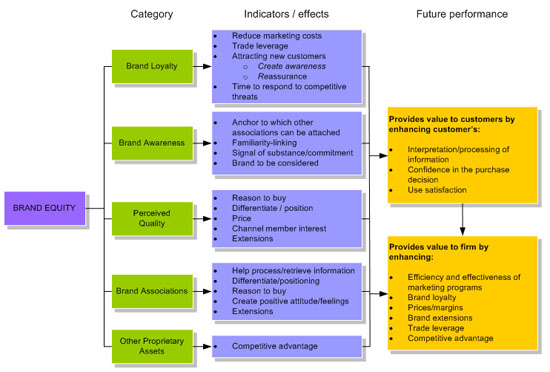 Category
Indicators / effects
Future performance
BRAND EQUITY
Brand Loyalty
• Reduce marketing costs
• Trade leverage
• Attracting new customers
o Create awareness
o Reassurance
• Time to respond to competitive
threats
Brand Awareness
• Anchor to which other
associations can be attached
• Familiarity-linking
• Signal of substance/commitment
• Brand to be considered
Perceived
Quality
• Reason to buy
• Differentiate / position
• Price
• Channel member interest
• Extensions
Brand Associations
• Help process/retrieve information
• Differentiate/positioning
• Reason to buy
• Create positive attitude/feelings
• Extensions
Other Proprietary
Assets
• Competitive advantage
Provides value to customers by
enhancing customer's:
• Interpretation/processing of
information
• Confidence in the purchase
decision
• Use satisfaction
Provides value to firm by
enhancing:
• Efficiency and effectiveness of
marketing programs
• Brand loyalty
• Prices/margins
• Brand extensions
• Trade leverage
• Competitive advantage